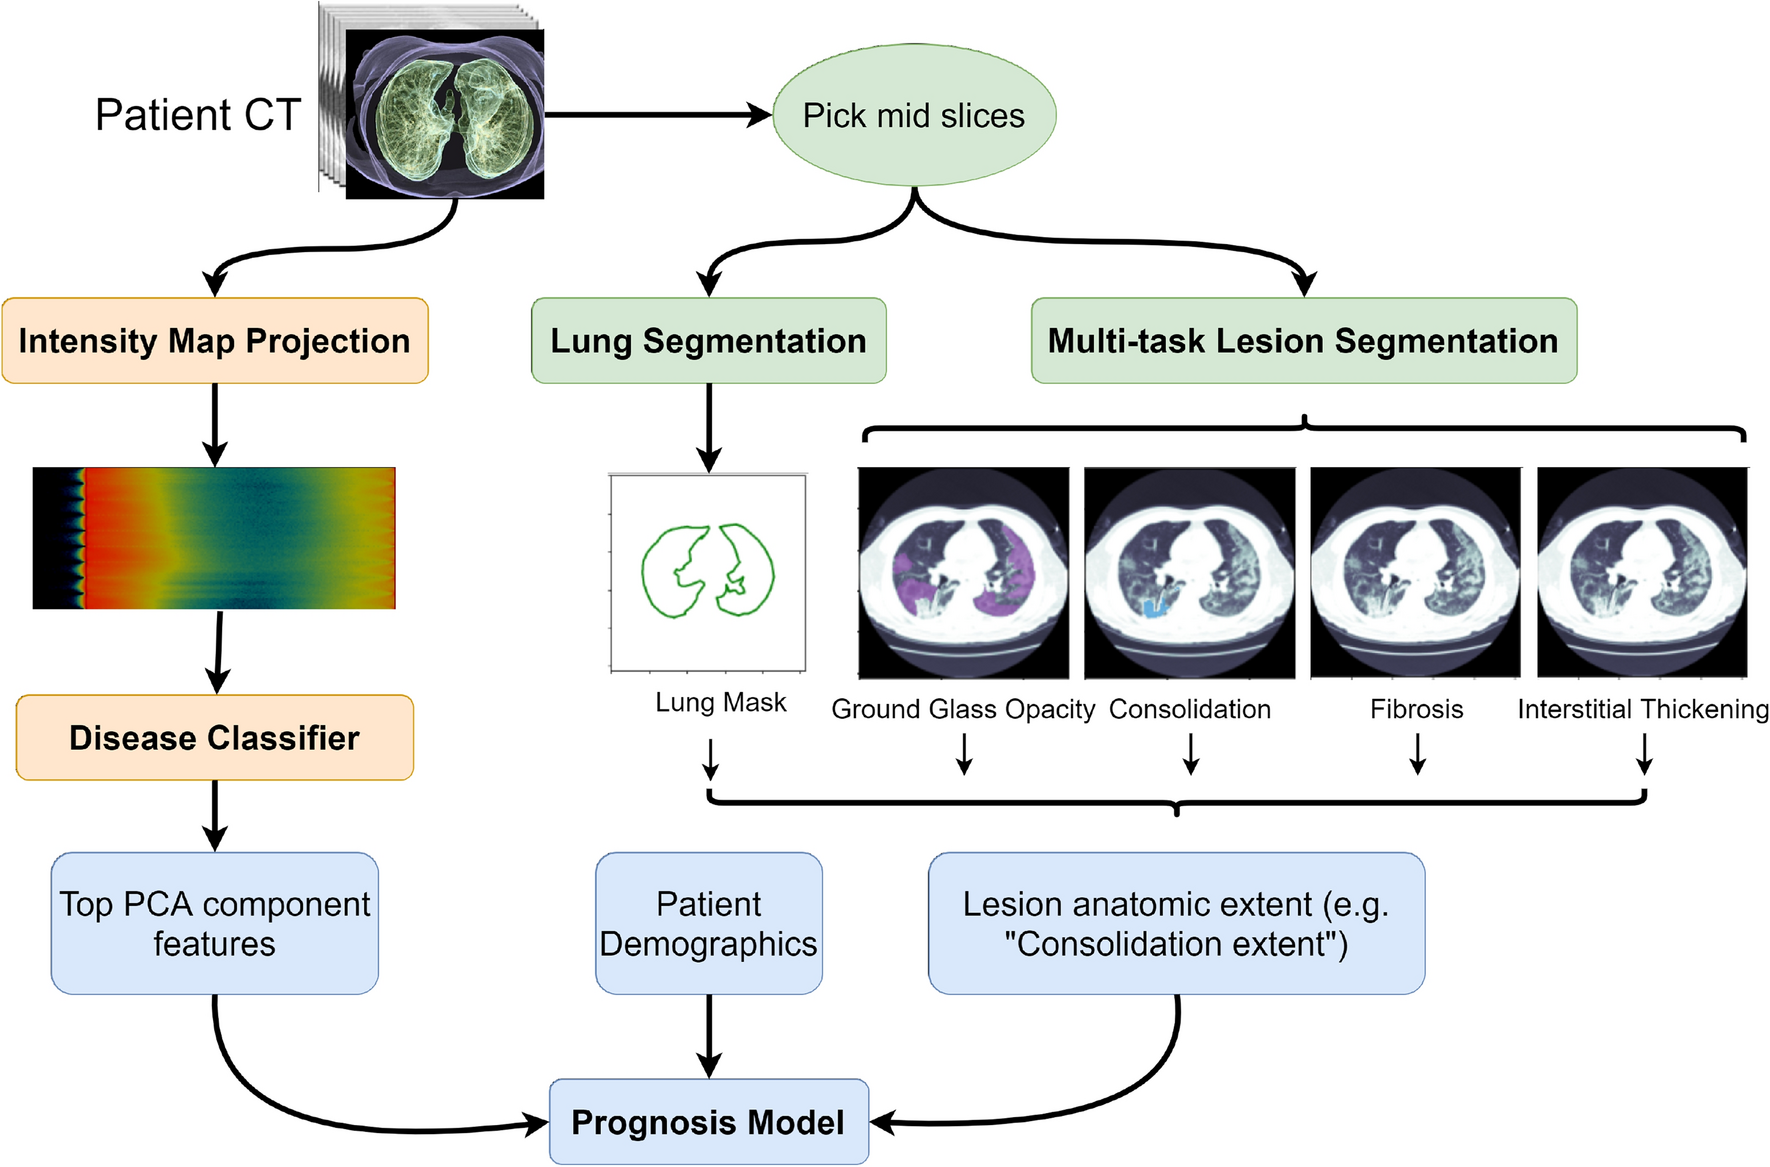 Patient CT
Pick mid slices
Intensity Map Projection
Lung Segmentation
Multi-task Lesion Segmentation
Lung Mask
Ground Glass Opacity
Consolidation
Fibrosis
Interstitial Thickening
Disease Classifier
Top PCA component
features
Patient
Demographics
Lesion anatomic extent (e.g.
"Consolidation extent")
Prognosis Model